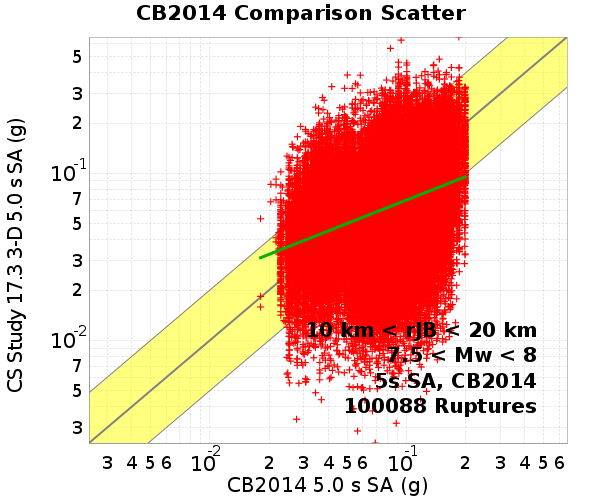 CB2014 Comparison Scatter
CS Study 17.3 3-D 5.0 s SA (g)
5
3
2
10^-1
7
5
3
2
10^-2
7
5
3
10 km < rJB < 20 km
7.5 < Mw < 8
5s SA, CB2014
100088 Ruptures
3 4 5 6 10^-2 2 3 4 5 6 10^-1 2 3 4 5 6
CB2014 5.0 s SA (g)